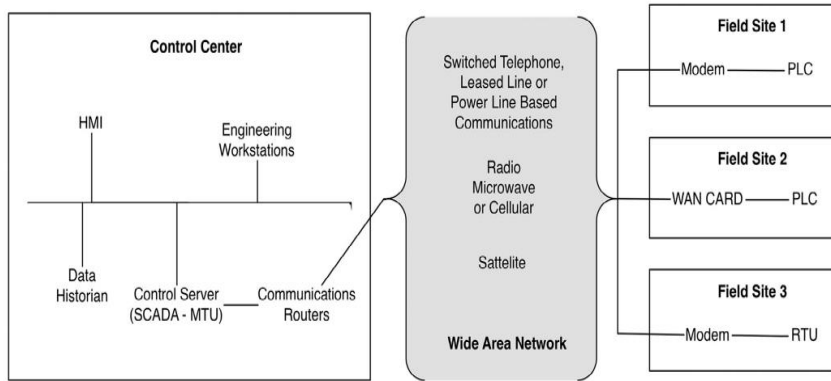 Control Center
HMI
Engineering
Workstations
Data
Historian
Control Server
(SCADA - MTU)
Communications
Routers
Switched Telephone,
Leased Line or
Power Line Based
Communications
Radio
Microwave
or Cellular
Sattelite
Wide Area Network
Field Site 1
Modem PLC
Field Site 2
WAN CARD PLC
Field Site 3
Modem RTU